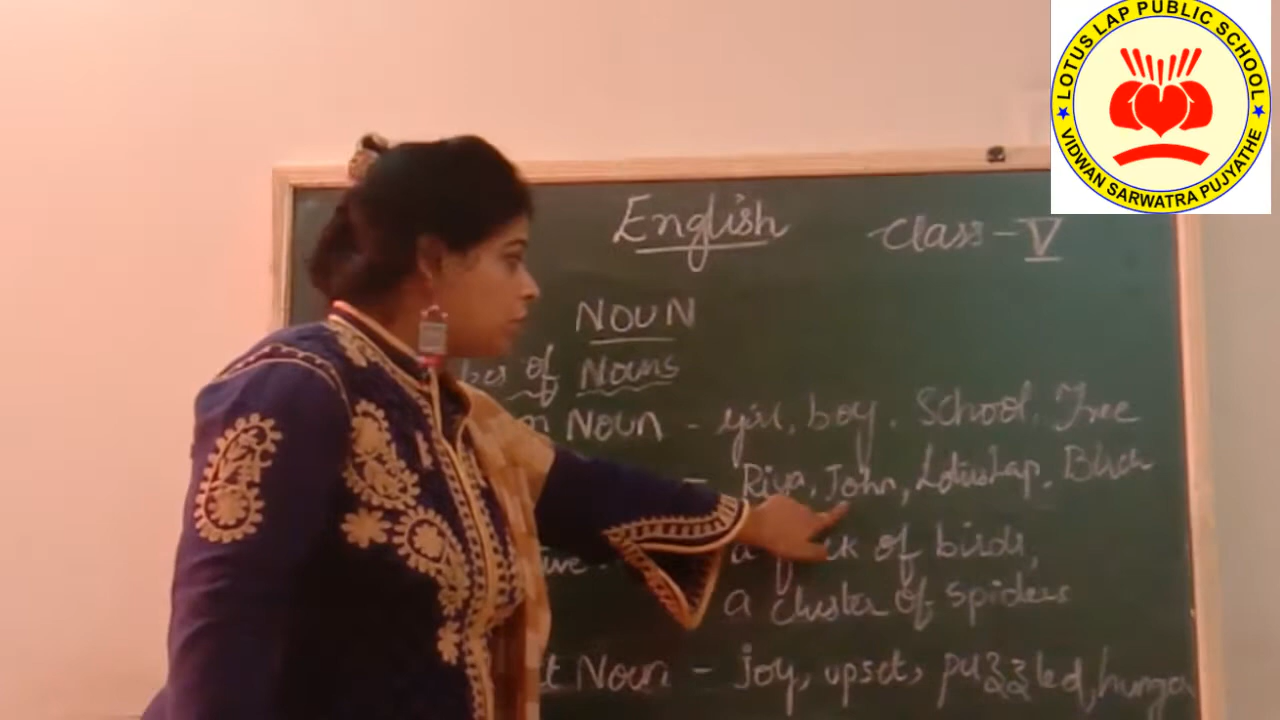 LOTUS LAP PUBLIC SCHOOL
VIDWAN SARWATRA PUJYATHE
English Class - V
NOUN
of Nouns
Noun - girl, boy, School, Tree
- Riya, John, LotusLap,
a of birds,
a cluster of spiders
Noun - joy, upset, puzzled,